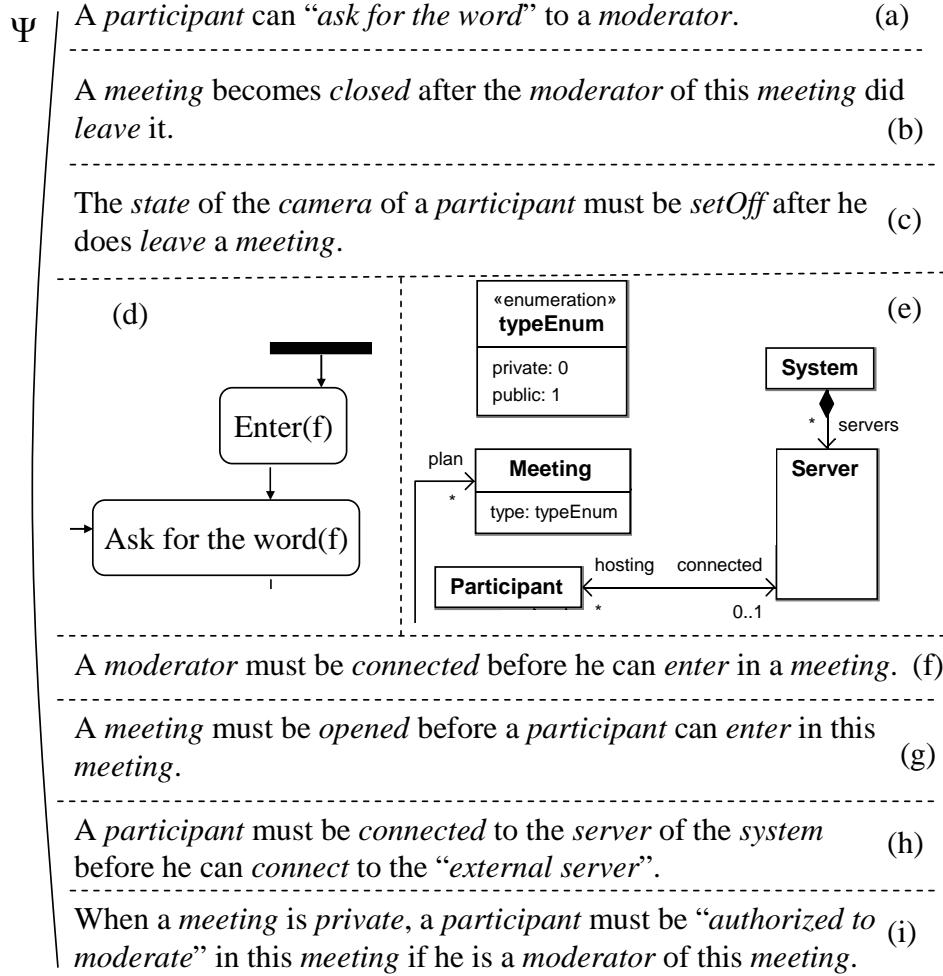 Ψ
A participant can “ask for the word” to a moderator. (a)
A meeting becomes closed after the moderator of this meeting did
leave it. (b)
The state of the camera of a participant must be setOff after he
does leave a meeting. (c)
(d)
Enter(f)
Ask for the word(f)
(e)
«enumeration»
typeEnum
private: 0
public: 1
System
* servers
Server
plan
*
Meeting
type: typeEnum
hosting connected
Participant
* 0..1
A moderator must be connected before he can enter in a meeting. (f)
A meeting must be opened before a participant can enter in this
meeting. (g)
A participant must be connected to the server of the system
before he can connect to the “external server”. (h)
When a meeting is private, a participant must be “authorized to
moderate” in this meeting if he is a moderator of this meeting. (i)